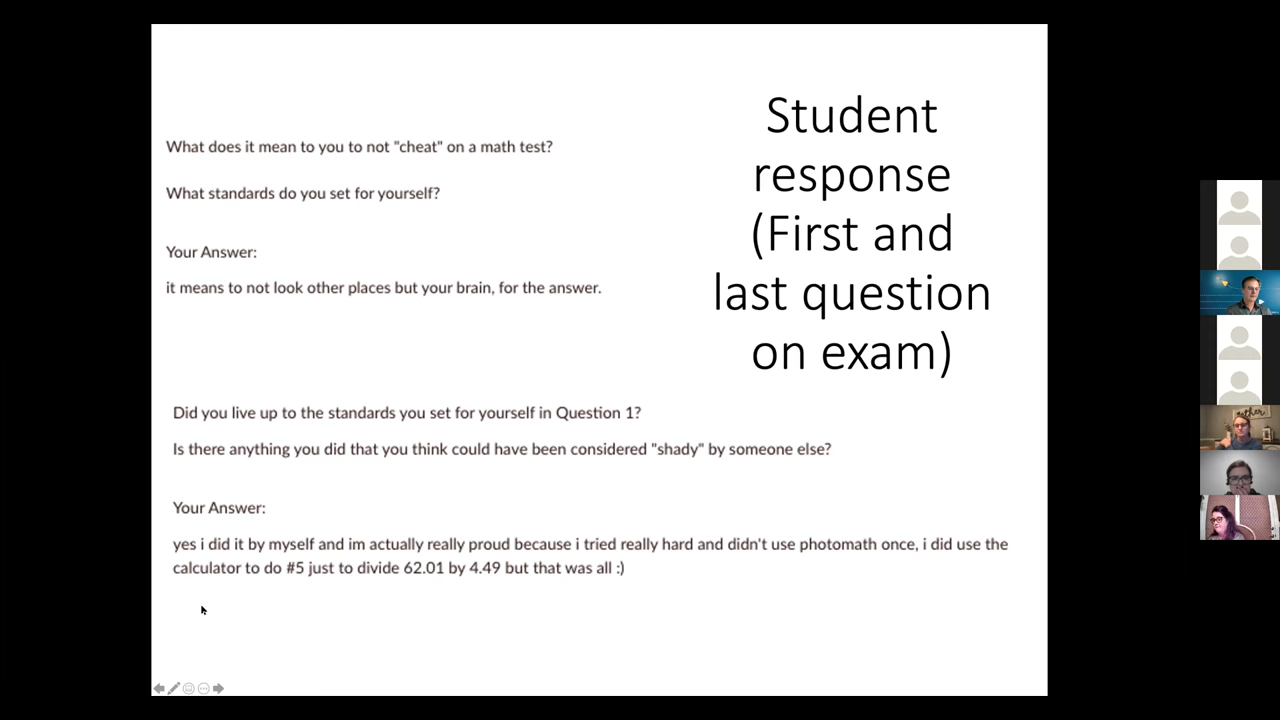 What does it mean to you to not "cheat" on a math test?
What standards do you set for yourself?
Your Answer:
it means to not look other places but your brain, for the answer.
Student
response
(First and
last question
on exam)
Did you live up to the standards you set for yourself in Question 1?
Is there anything you did that you think could have been considered "shady" by someone else?
Your Answer:
yes i did it by myself and im actually really proud because i tried really hard and didn't use photomath once, i did use the
calculator to do #5 just to divide 62.01 by 4.49 but that was all :)